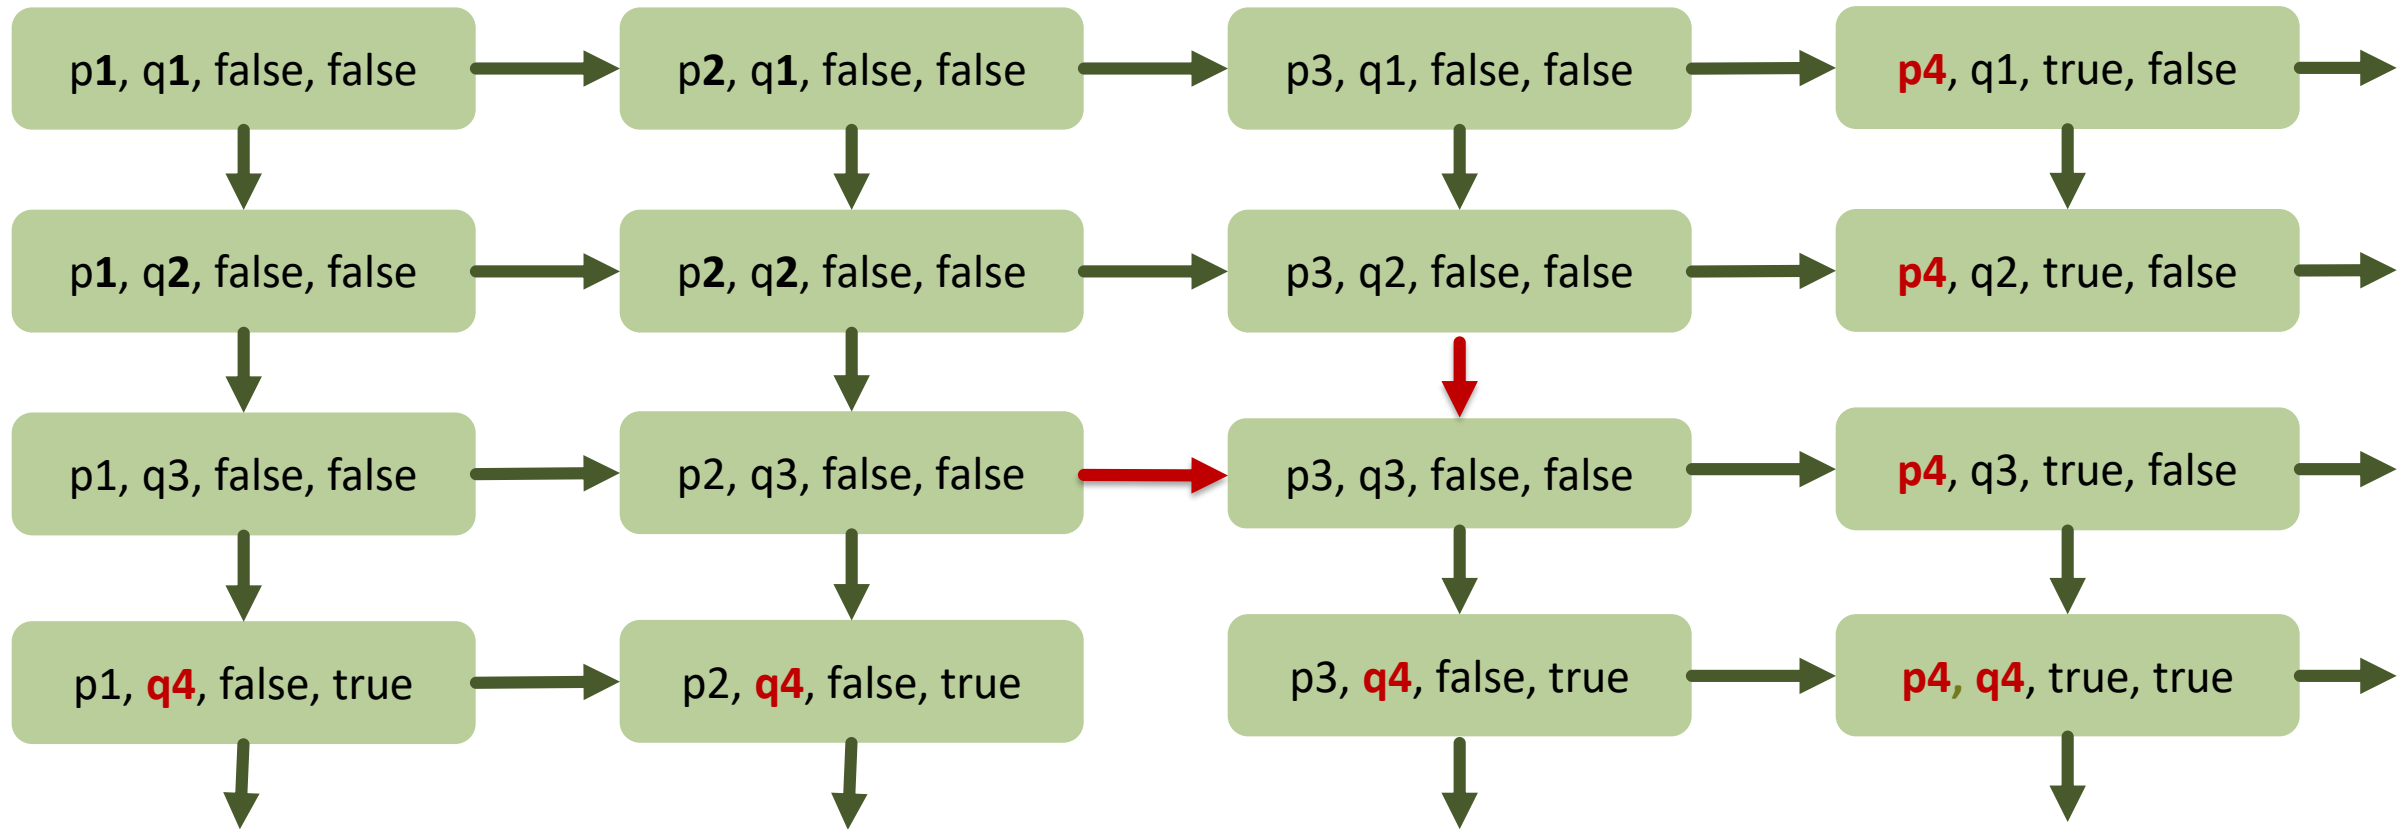 p1, q1, false, false
p2, q1, false, false
p3, q1, false, false
p4, q1, true, false
p1, q2, false, false
p2, q2, false, false
p3, q2, false, false
p4, q2, true, false
p1, q3, false, false
p2, q3, false, false
p3, q3, false, false
p4, q3, true, false
p1, q4, false, true
p2, q4, false, true
p3, q4, false, true
p4, q4, true, true